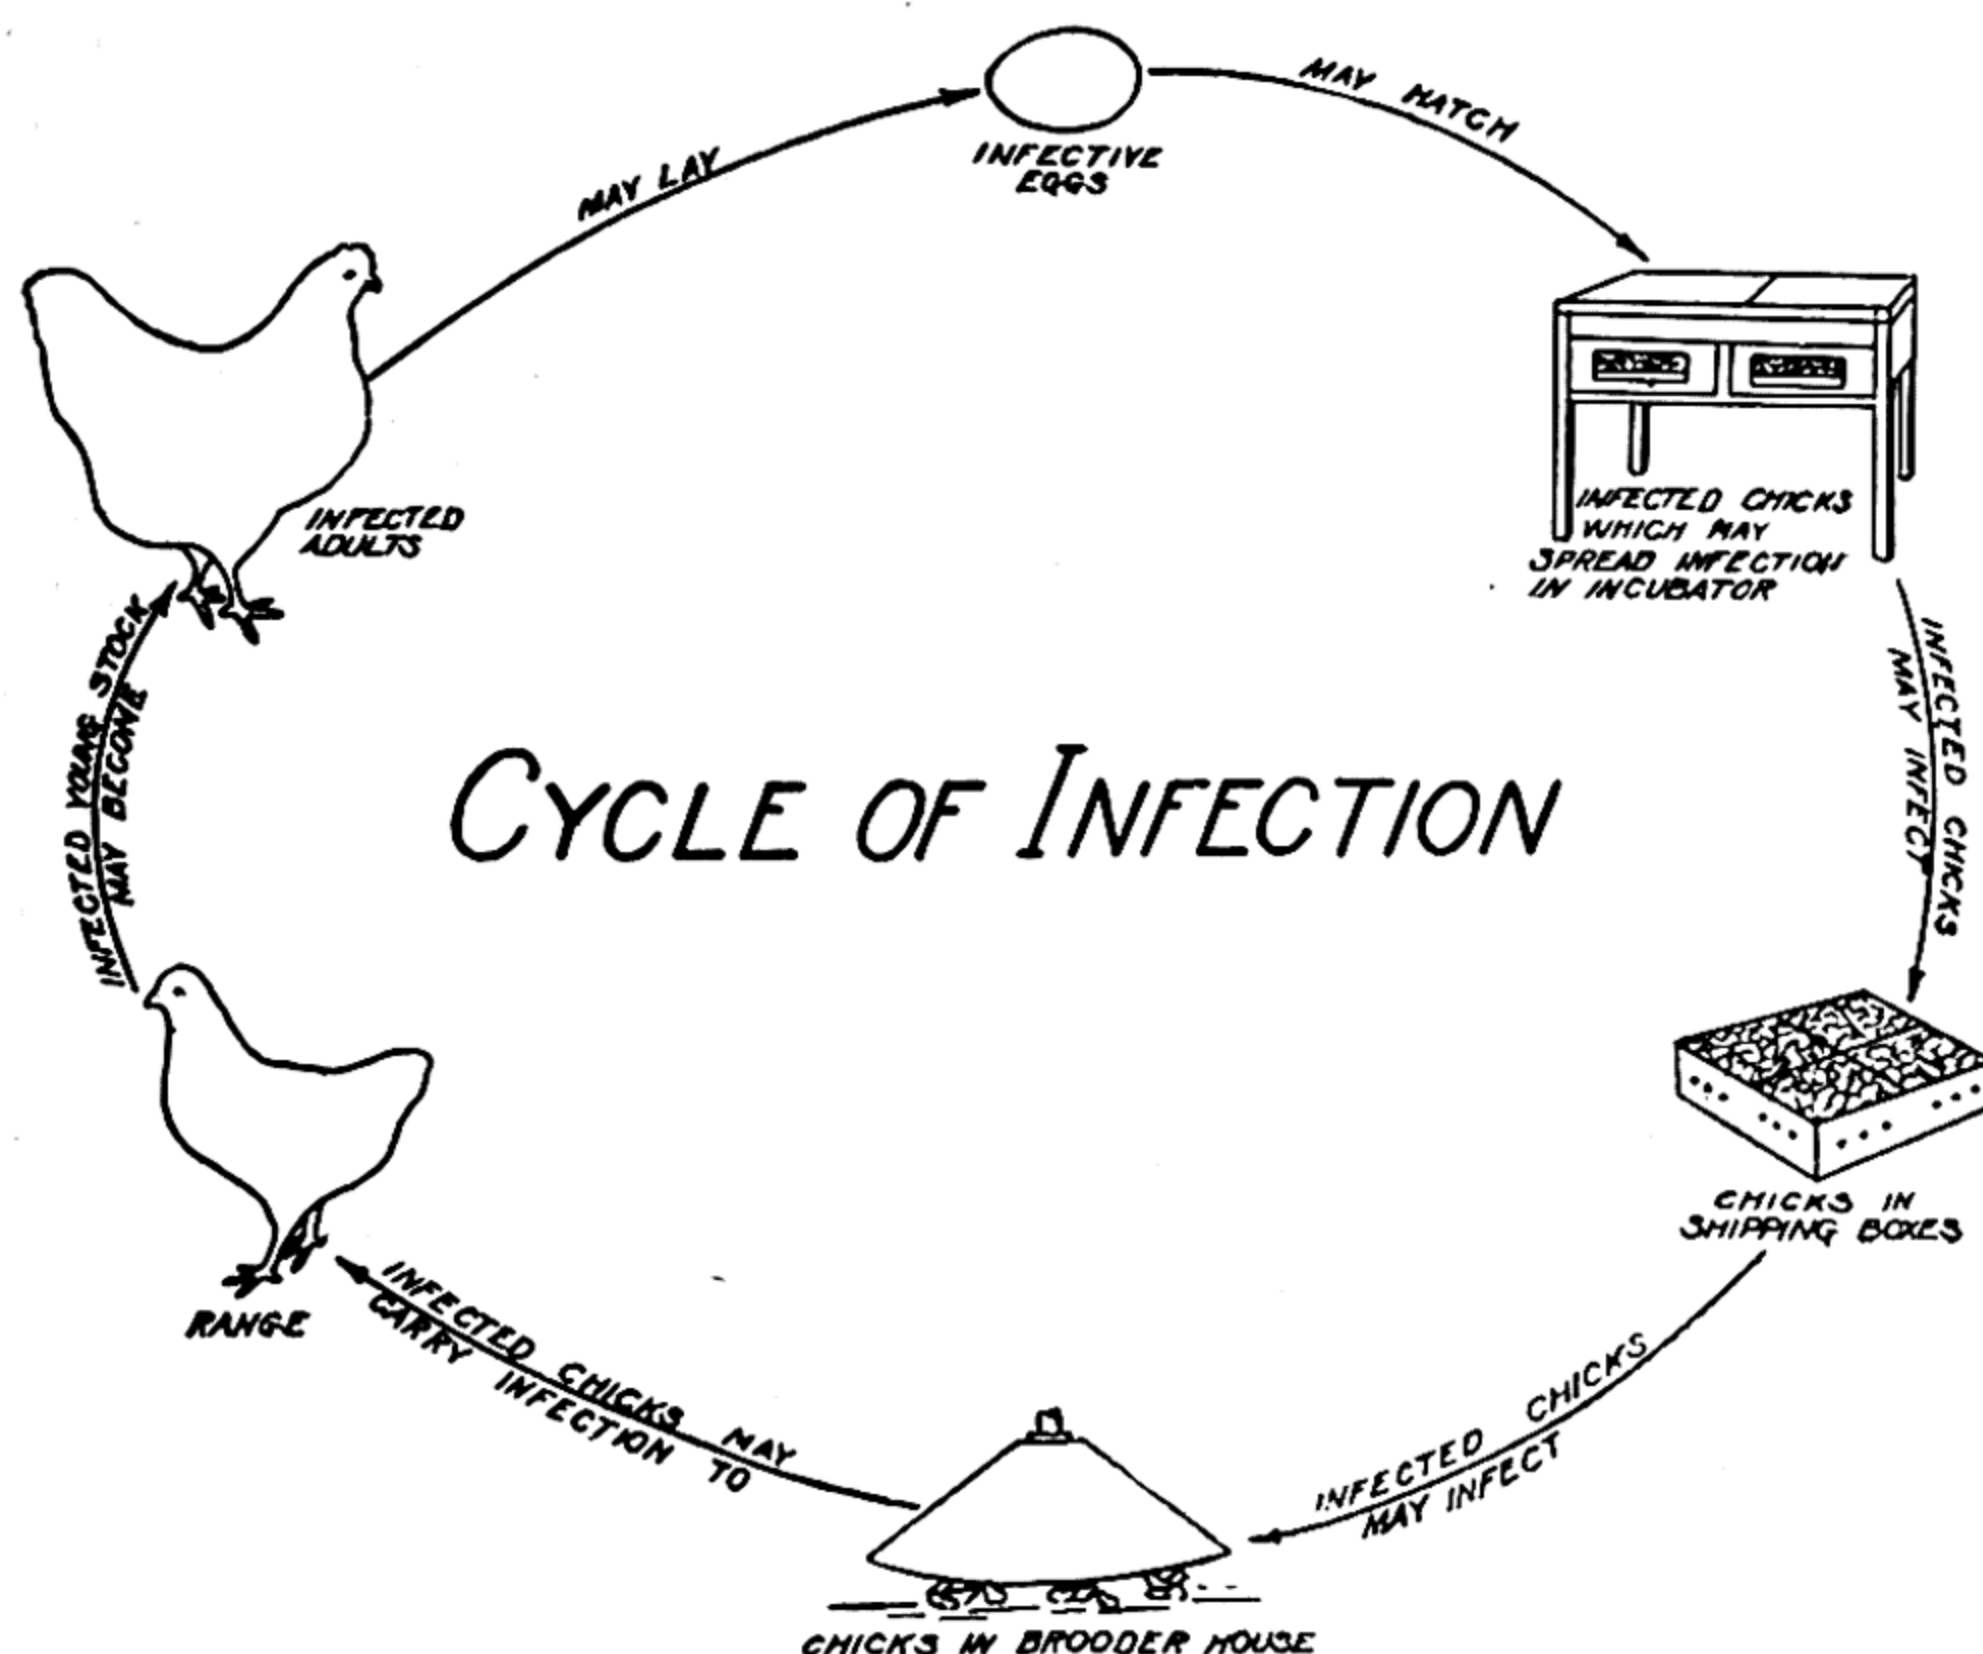 MAY LAY
INFECTIVE
EGGS
MAY HATCH
INFECTED CHICKS
WHICH MAY
SPREAD INFECTION
IN INCUBATOR
INFECTED CHICKS
MAY INFECT
CHICKS IN
SHIPPING BOXES
INFECTED CHICKS
MAY INFECT
CHICKS IN BROODER HOUSE
INFECTED CHICKS MAY
CARRY INFECTION TO
RANGE
INFECTED YOUNG STOCK
MAY BECOME
INFECTED
ADULTS
CYCLE OF INFECTION